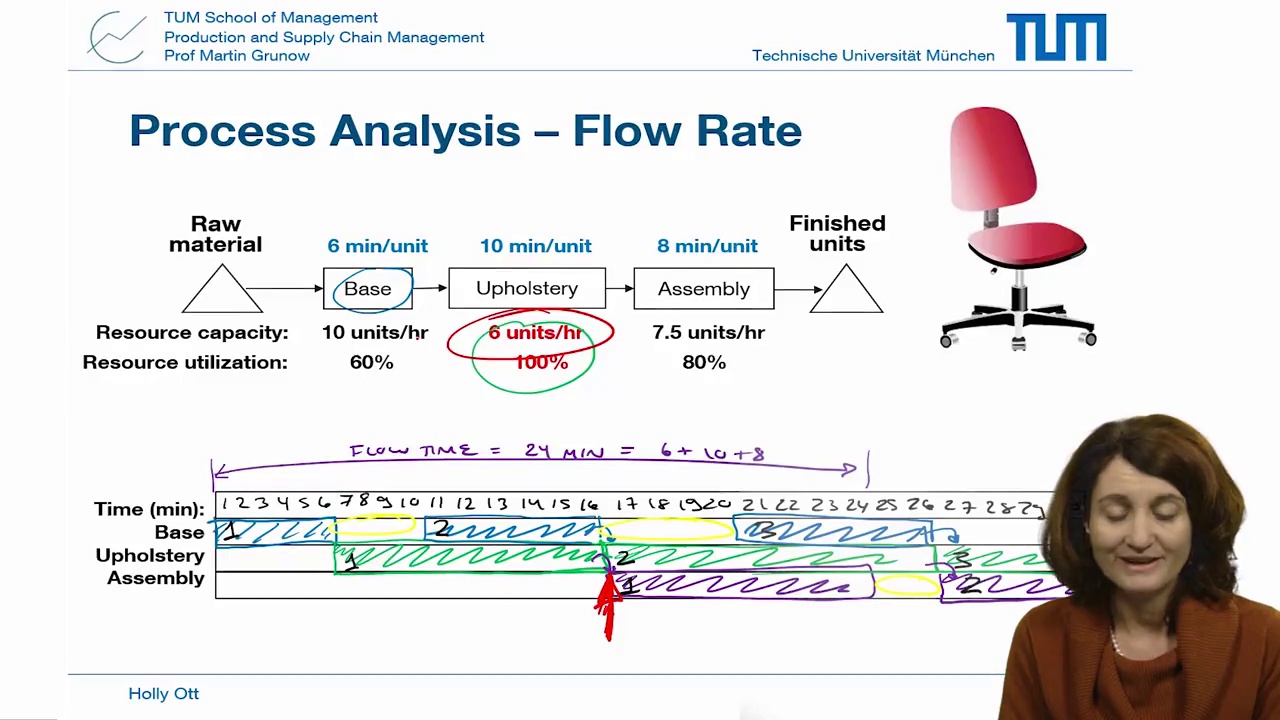 TUM School of Management
Production and Supply Chain Management
Prof Martin Grunow
Technische Universität München
TUM
Process Analysis – Flow Rate
Raw material
6 min/unit
10 min/unit
8 min/unit
Finished units
Base
Upholstery
Assembly
Resource capacity: 10 units/hr 6 units/hr 7.5 units/hr
Resource utilization: 60% 100% 80%
FLOW TIME = 24 MIN = 6+10+8
Time (min): 1 2 3 4 5 6 7 8 9 10 11 12 13 14 15 16 17 18 19 20 21 22 23 24 25 26 27 28 29
Base 1 2 3
Upholstery 1 2 3
Assembly 1 2
Holly Ott